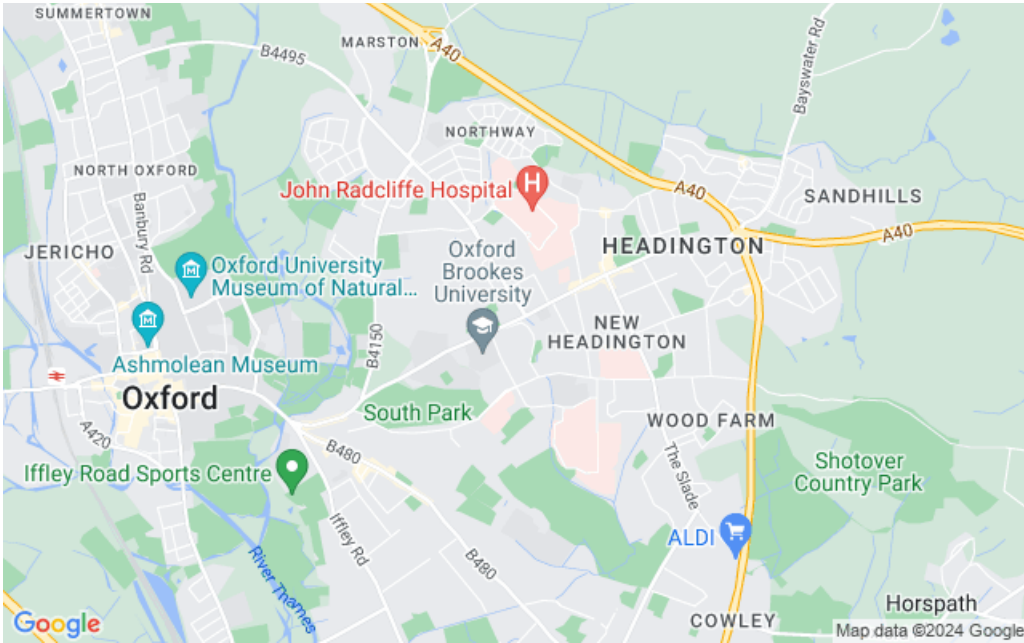 SUMMERTOWN
B4495
MARSTON
A40
Bayswater Rd
NORTHWAY
NORTH OXFORD
John Radcliffe Hospital
H
A40
SANDHILLS
Banbury Rd
JERICHO
HEADINGTON
A40
Oxford University
Museum of Natural...
Oxford
Brookes
University
NEW
HEADINGTON
B4150
Ashmolean Museum
Oxford
South Park
WOOD FARM
A420
B480
Iffley Road Sports Centre
The Slade
Shotover
Country Park
Iffley Rd
ALDI
River Thames
B480
COWLEY
Horspath
Google
Map data ©2024 Google